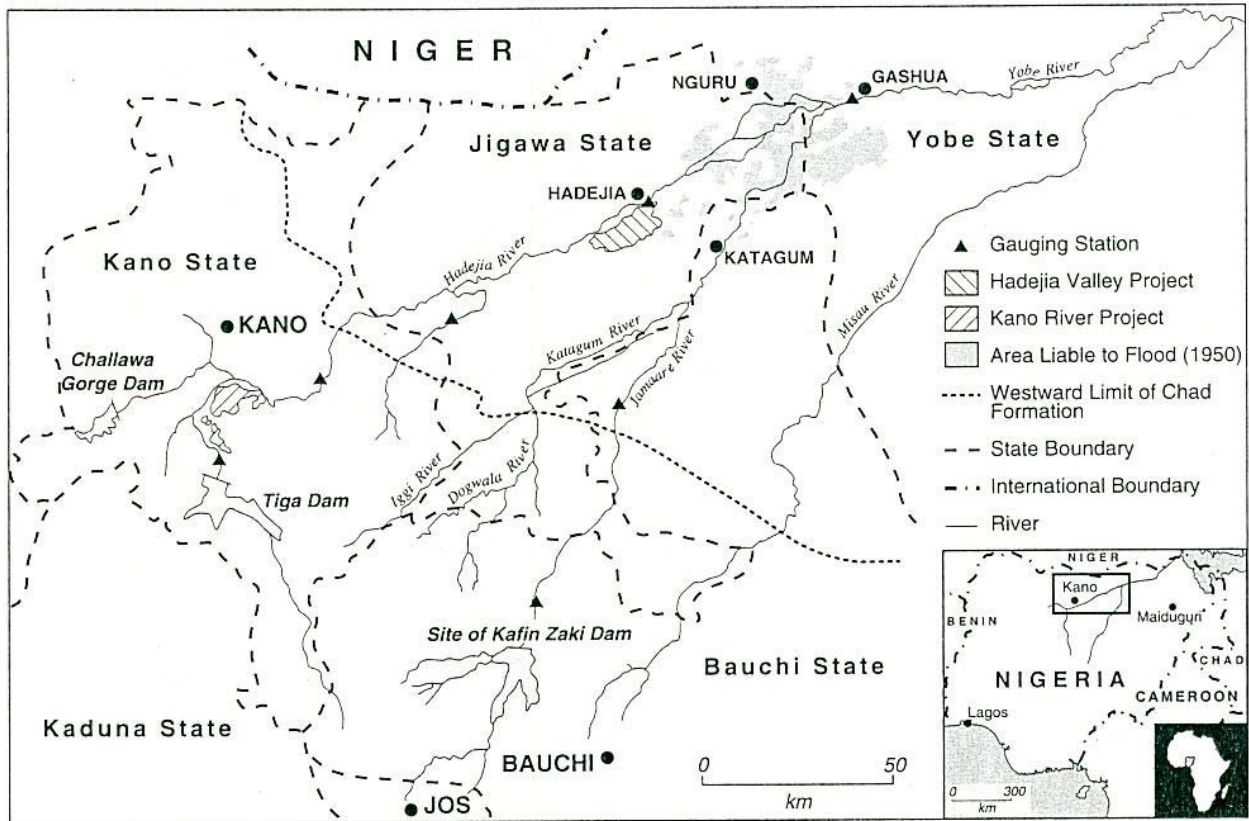 NIGER
NGURU
GASHUA
Yobe River
Jigawa State
Yobe State
HADEJIA
Kano State
Hadejia River
KATAGUM
KANO
Misau River
Katagum River
Jamaare River
Challawa
Gorge Dam
Iggi River
Dogwala River
Tiga Dam
Site of Kafin Zaki Dam
Bauchi State
Kaduna State
BAUCHI
JOS
0 50
km
Gauging Station
Hadejia Valley Project
Kano River Project
Area Liable to Flood (1950)
Westward Limit of Chad
Formation
State Boundary
International Boundary
River
NIGER
Kano
Maiduguri
BENIN
CHAD
NIGERIA
CAMEROON
Lagos
0 300
km